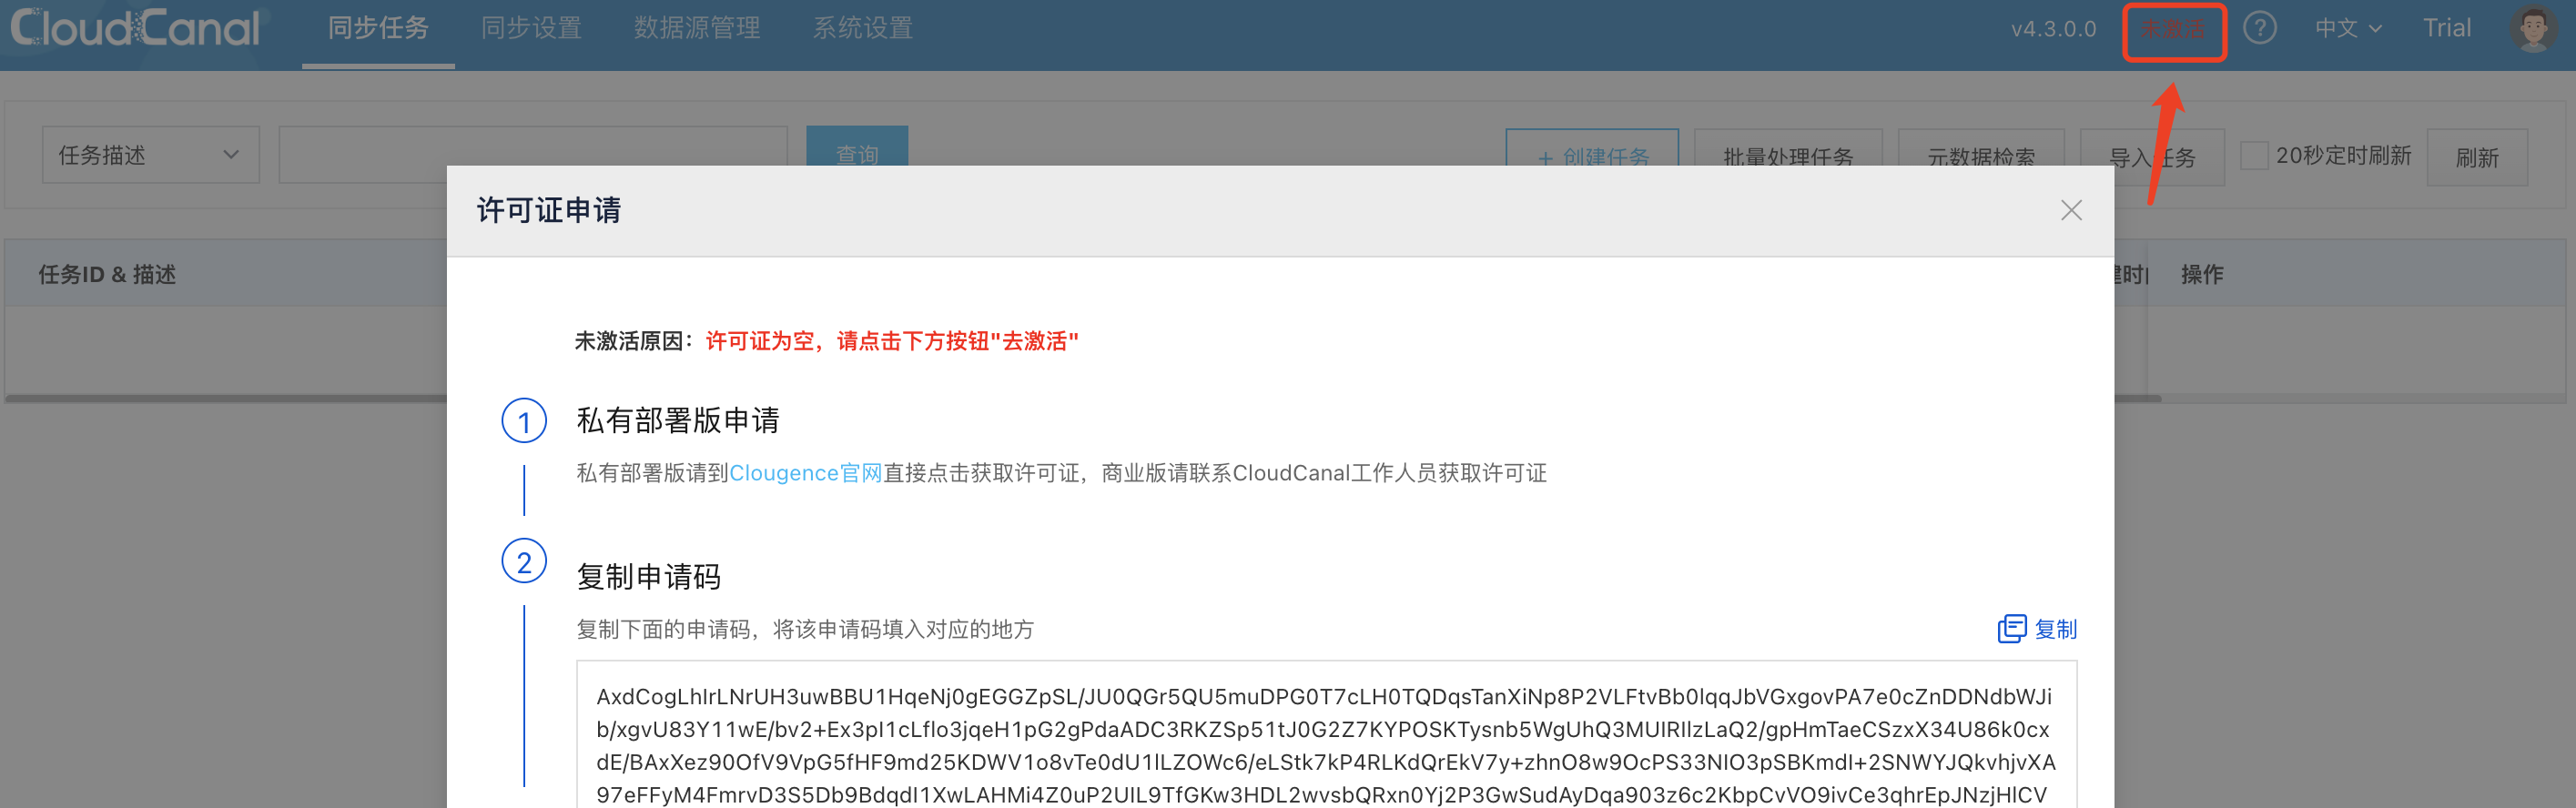 CloudCanal 同步任务 同步设置 数据源管理 系统设置 v4.3.0.0 未激活 ? 中文 Trial
任务描述 查询 + 创建任务 批量处理任务 元数据检索 导入任务 20秒定时刷新 刷新
许可证申请
任务ID & 描述 建时 操作
未激活原因：许可证为空，请点击下方按钮"去激活"
1 私有部署版申请
私有部署版请到Clougence官网直接点击获取许可证，商业版请联系CloudCanal工作人员获取许可证
2 复制申请码
复制下面的申请码，将该申请码填入对应的地方 复制
AxdCogLhIrLNrUH3uwBBU1HqeNj0gEGGZpSL/JU0QGr5QU5muDPG0T7cLH0TQDqsTanXiNp8P2VLFtvBb0lqqJbVGxgovPA7e0cZnDDNdbWJi
b/xgvU83Y11wE/bv2+Ex3pI1cLfIo3jqeH1pG2gPdaADC3RKZSp51tJ0G2Z7KYPOSKTysnb5WgUhQ3MUIRIlzLaQ2/gpHmTaeCSzxX34U86k0cx
dE/BAxXez90OfV9VpG5fHF9md25KDWV1o8vTe0dU1lLZOWc6/eLStk7kP4RLKdQrEkV7y+zhnO8w9OcPS33NIO3pSBKmdI+2SNWYJQkvhjvXA
97eFFyM4FmrvD3S5Db9BdqdI1XwLAHMi4Z0uP2UIL9TfGKw3HDL2wvsbQRxn0Yj2P3GwSudAyDqa903z6c2KbpCvVO9ivCe3qhrEpJNzjHlCV